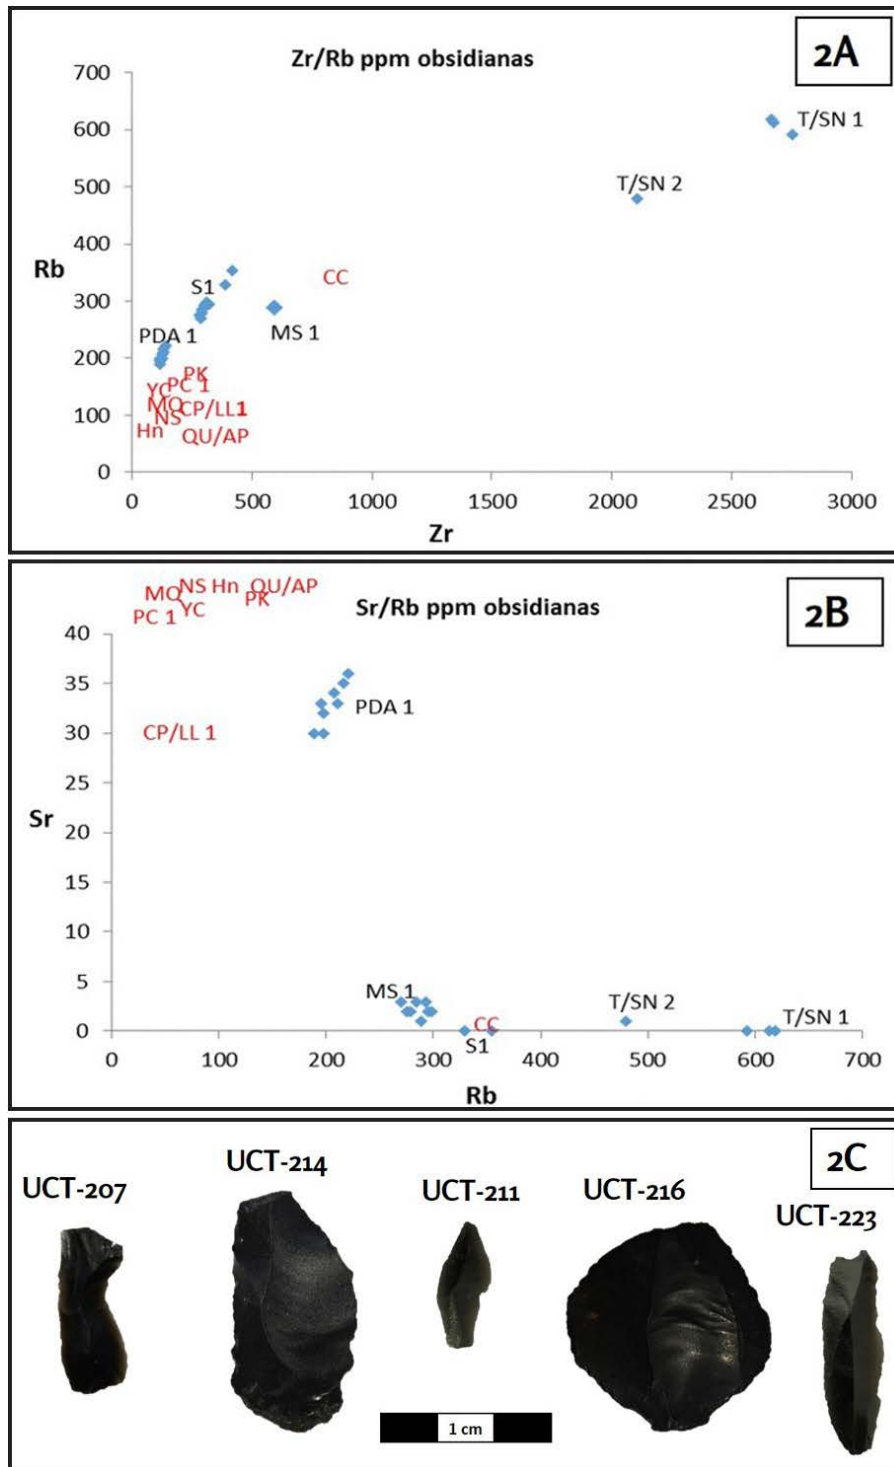 Zr/Rb ppm obsidianas
2A
700
600
500
400
300
200
100
0
Rb
T/SN 1
T/SN 2
CC
S1
MS 1
PDA 1
PK
PC 1
YC
MQ
CP/LL1
NS
Hn
QU/AP
0 500 1000 1500 2000 2500 3000
Zr
2B
Sr/Rb ppm obsidianas
NS Hn QU/AP
MQ
PK
YC
PC 1
40
35
30
25
20
15
10
5
0
Sr
PDA 1
CP/LL 1
MS 1
CC
S1
T/SN 2
T/SN 1
0 100 200 300 400 500 600 700
Rb
2C
UCT-207
UCT-214
UCT-211
UCT-216
UCT-223
1 cm